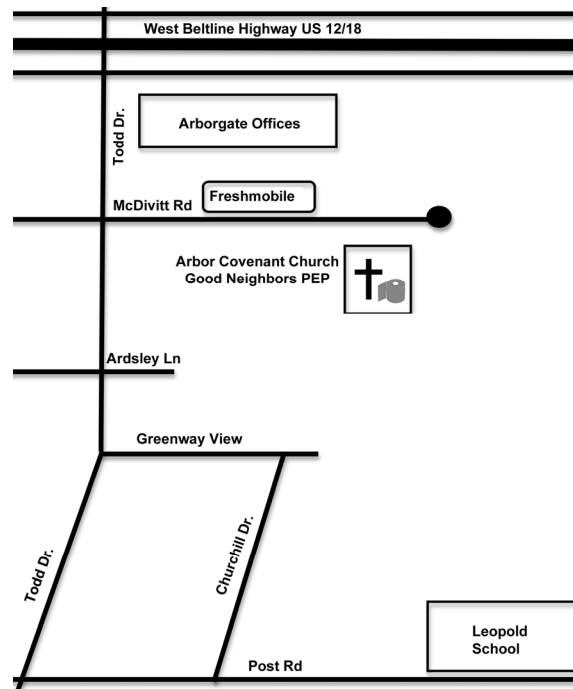 West Beltline Highway US 12/18
Todd Dr.
Arborgate Offices
Freshmobile
McDivitt Rd
Arbor Covenant Church
Good Neighbors PEP
Ardsley Ln
Greenway View
Todd Dr.
Churchill Dr.
Leopold
School
Post Rd